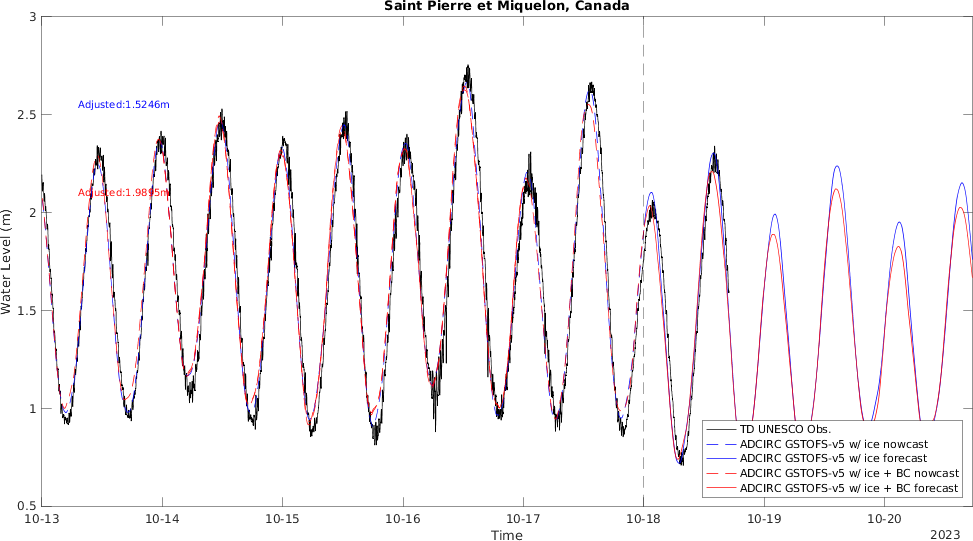 Saint Pierre et Miquelon, Canada
3
2.5
2
1.5
1
0.5
Water Level (m)
Adjusted:1.5246m
Adjusted:1.9895m
TD UNESCO Obs.
ADCIRC GSTOFS-v5 w/ ice nowcast
ADCIRC GSTOFS-v5 w/ ice forecast
ADCIRC GSTOFS-v5 w/ ice + BC nowcast
ADCIRC GSTOFS-v5 w/ ice + BC forecast
10-13 10-14 10-15 10-16 10-17 10-18 10-19 10-20
Time
2023